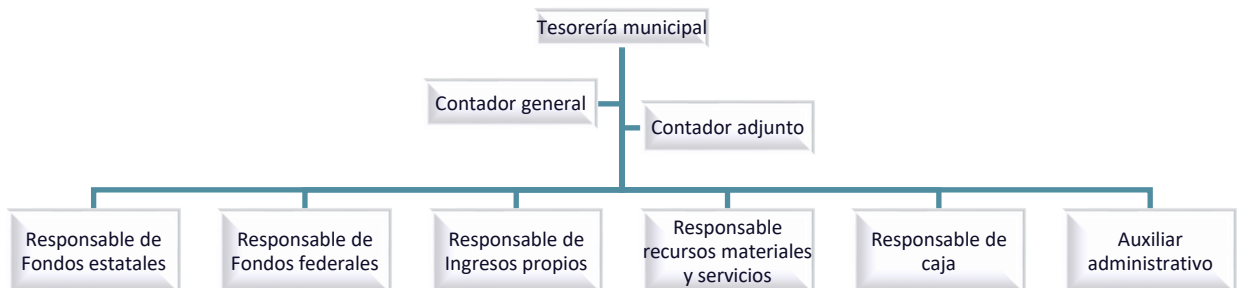 Tesorería municipal
Contador general
Contador adjunto
Responsable de
Fondos estatales
Responsable de
Fondos federales
Responsable de
Ingresos propios
Responsable
recursos materiales
y servicios
Responsable de
caja
Auxiliar
administrativo